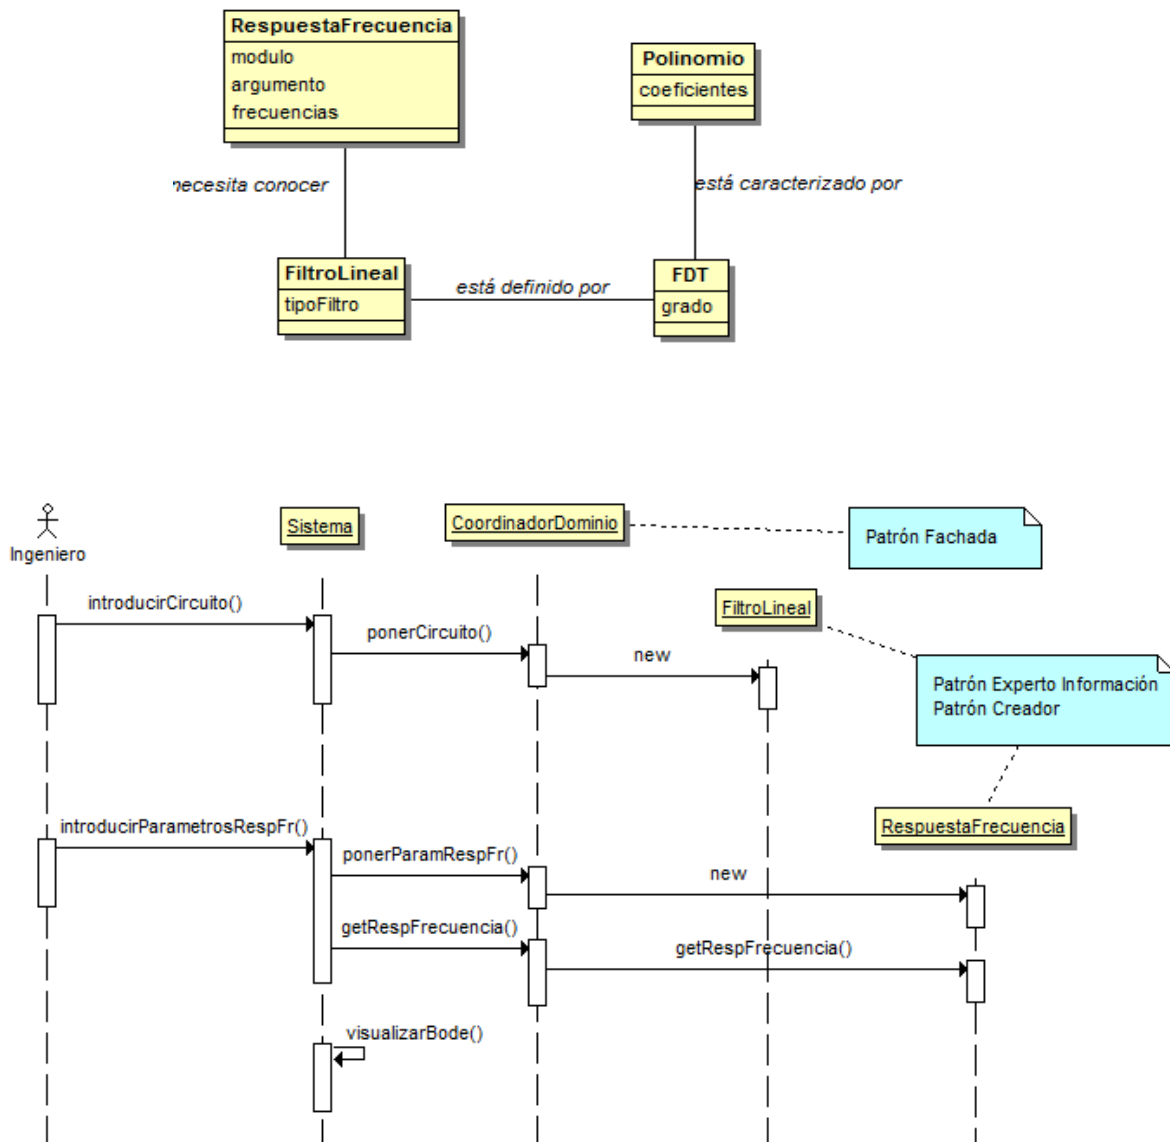 RespuestaFrecuencia
modulo
argumento
frecuencias
Polinomio
coeficientes
necesita conocer
está caracterizado por
FiltroLineal
tipoFiltro
está definido por
FDT
grado
Ingeniero
Sistema
CoordinadorDominio
Patrón Fachada
introducirCircuito()
ponerCircuito()
new
FiltroLineal
Patrón Experto Información
Patrón Creador
RespuestaFrecuencia
introducirParametrosRespFr()
ponerParamRespFr()
new
getRespFrecuencia()
getRespFrecuencia()
visualizarBode()